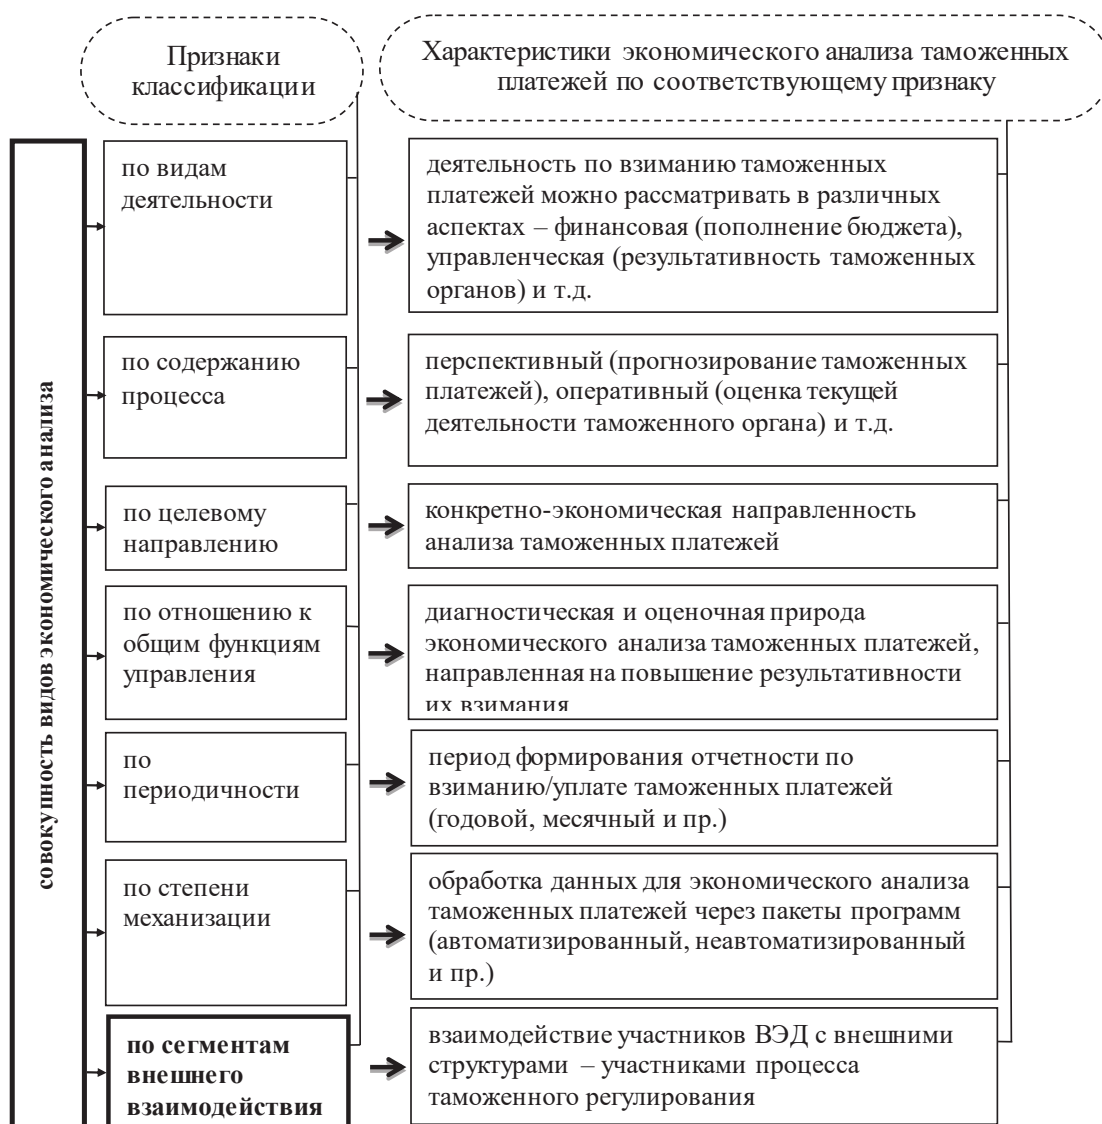 Признаки
классификации
Характеристики экономического анализа таможенных
платежей по соответствующему признаку
совокупность видов экономического анализа
по видам
деятельности
деятельность по взиманию таможенных
платежей можно рассматривать в различных
аспектах – финансовая (пополнение бюджета),
управленческая (результативность таможенных
органов) и т.д.
по содержанию
процесса
перспективный (прогнозирование таможенных
платежей), оперативный (оценка текущей
деятельности таможенного органа) и т.д.
по целевому
направлению
конкретно-экономическая направленность
анализа таможенных платежей
по отношению к
общим функциям
управления
диагностическая и оценочная природа
экономического анализа таможенных платежей,
направленная на повышение результативности
их взимания
по
периодичности
период формирования отчетности по
взиманию/уплате таможенных платежей
(годовой, месячный и пр.)
по степени
механизации
обработка данных для экономического анализа
таможенных платежей через пакеты программ
(автоматизированный, неавтоматизированный
и пр.)
по сегментам
внешнего
взаимодействия
взаимодействие участников ВЭД с внешними
структурами – участниками процесса
таможенного регулирования